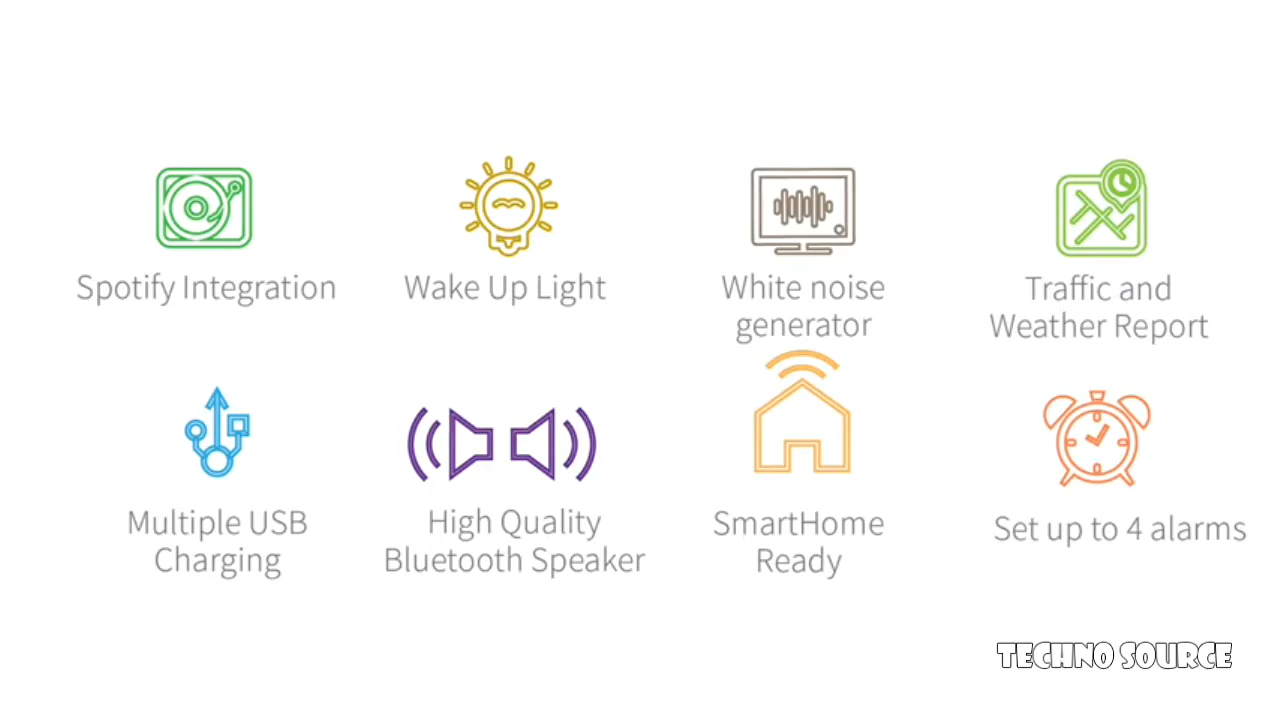 Spotify Integration
Wake Up Light
White noise
generator
Traffic and
Weather Report
Multiple USB
Charging
High Quality
Bluetooth Speaker
SmartHome
Ready
Set up to 4 alarms
TECHNO SOURCE